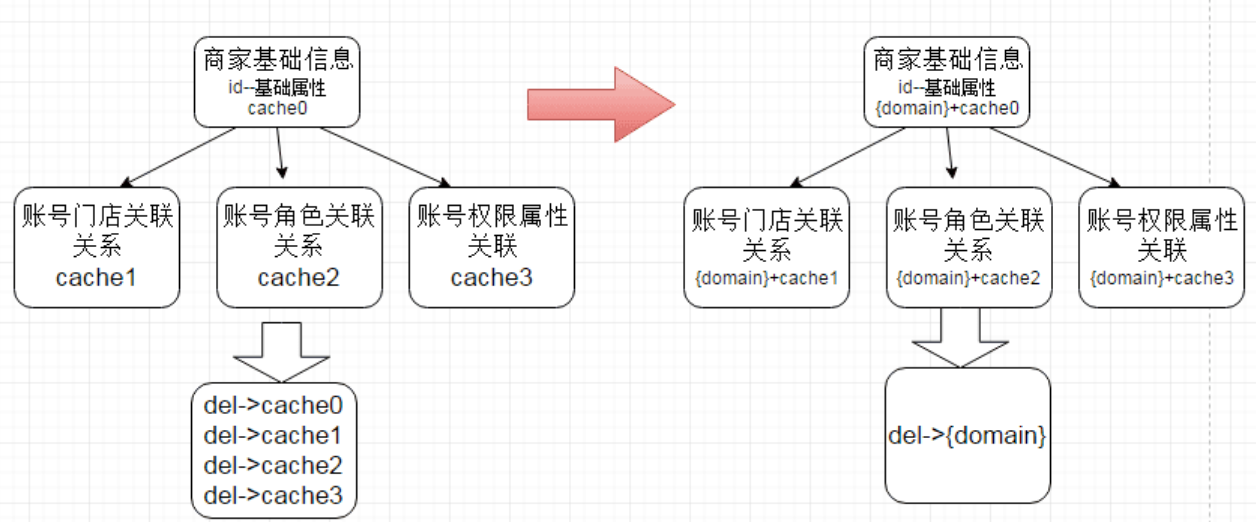 商家基础信息
id--基础属性
cache0
账号门店关联
关系
cache1
账号角色关联
关系
cache2
账号权限属性
关联
cache3
del->cache0
del->cache1
del->cache2
del->cache3
商家基础信息
id--基础属性
{domain}+cache0
账号门店关联
关系
{domain}+cache1
账号角色关联
关系
{domain}+cache2
账号权限属性
关联
{domain}+cache3
del->{domain}